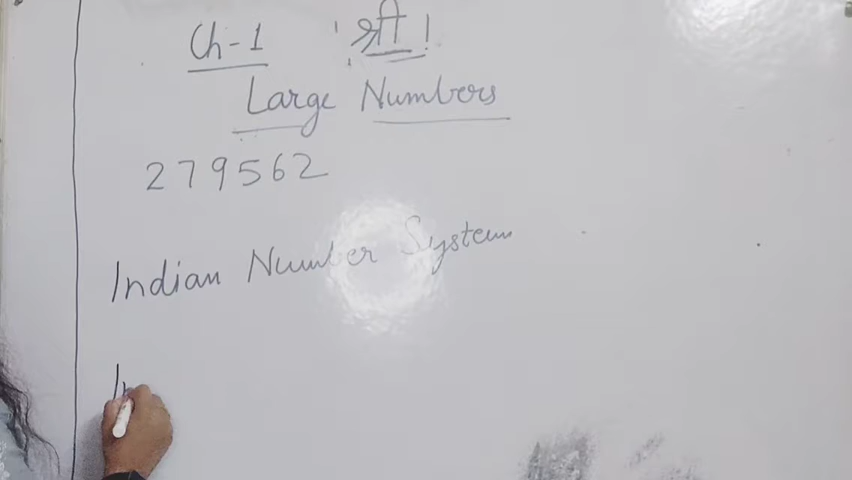 Ch-1 ! श्री !
Large Numbers
279562
Indian Number System